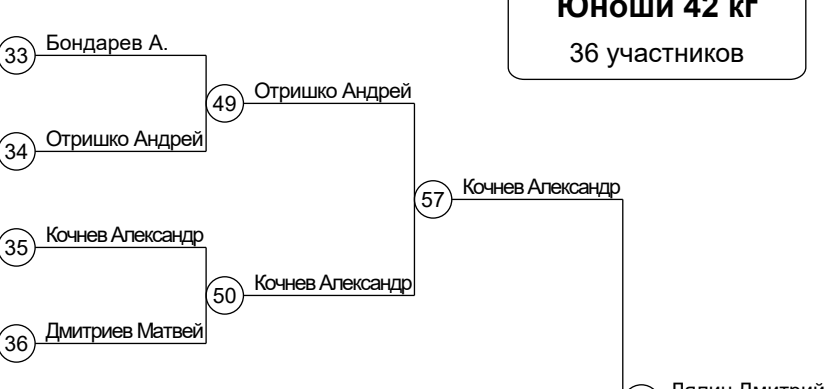 Юноши 42 кг
36 участников
33 Бондарев А.
49 Отришко Андрей
34 Отришко Андрей
57 Кочнев Александр
35 Кочнев Александр
50 Кочнев Александр
36 Дмитриев Матвей
Дмитрий